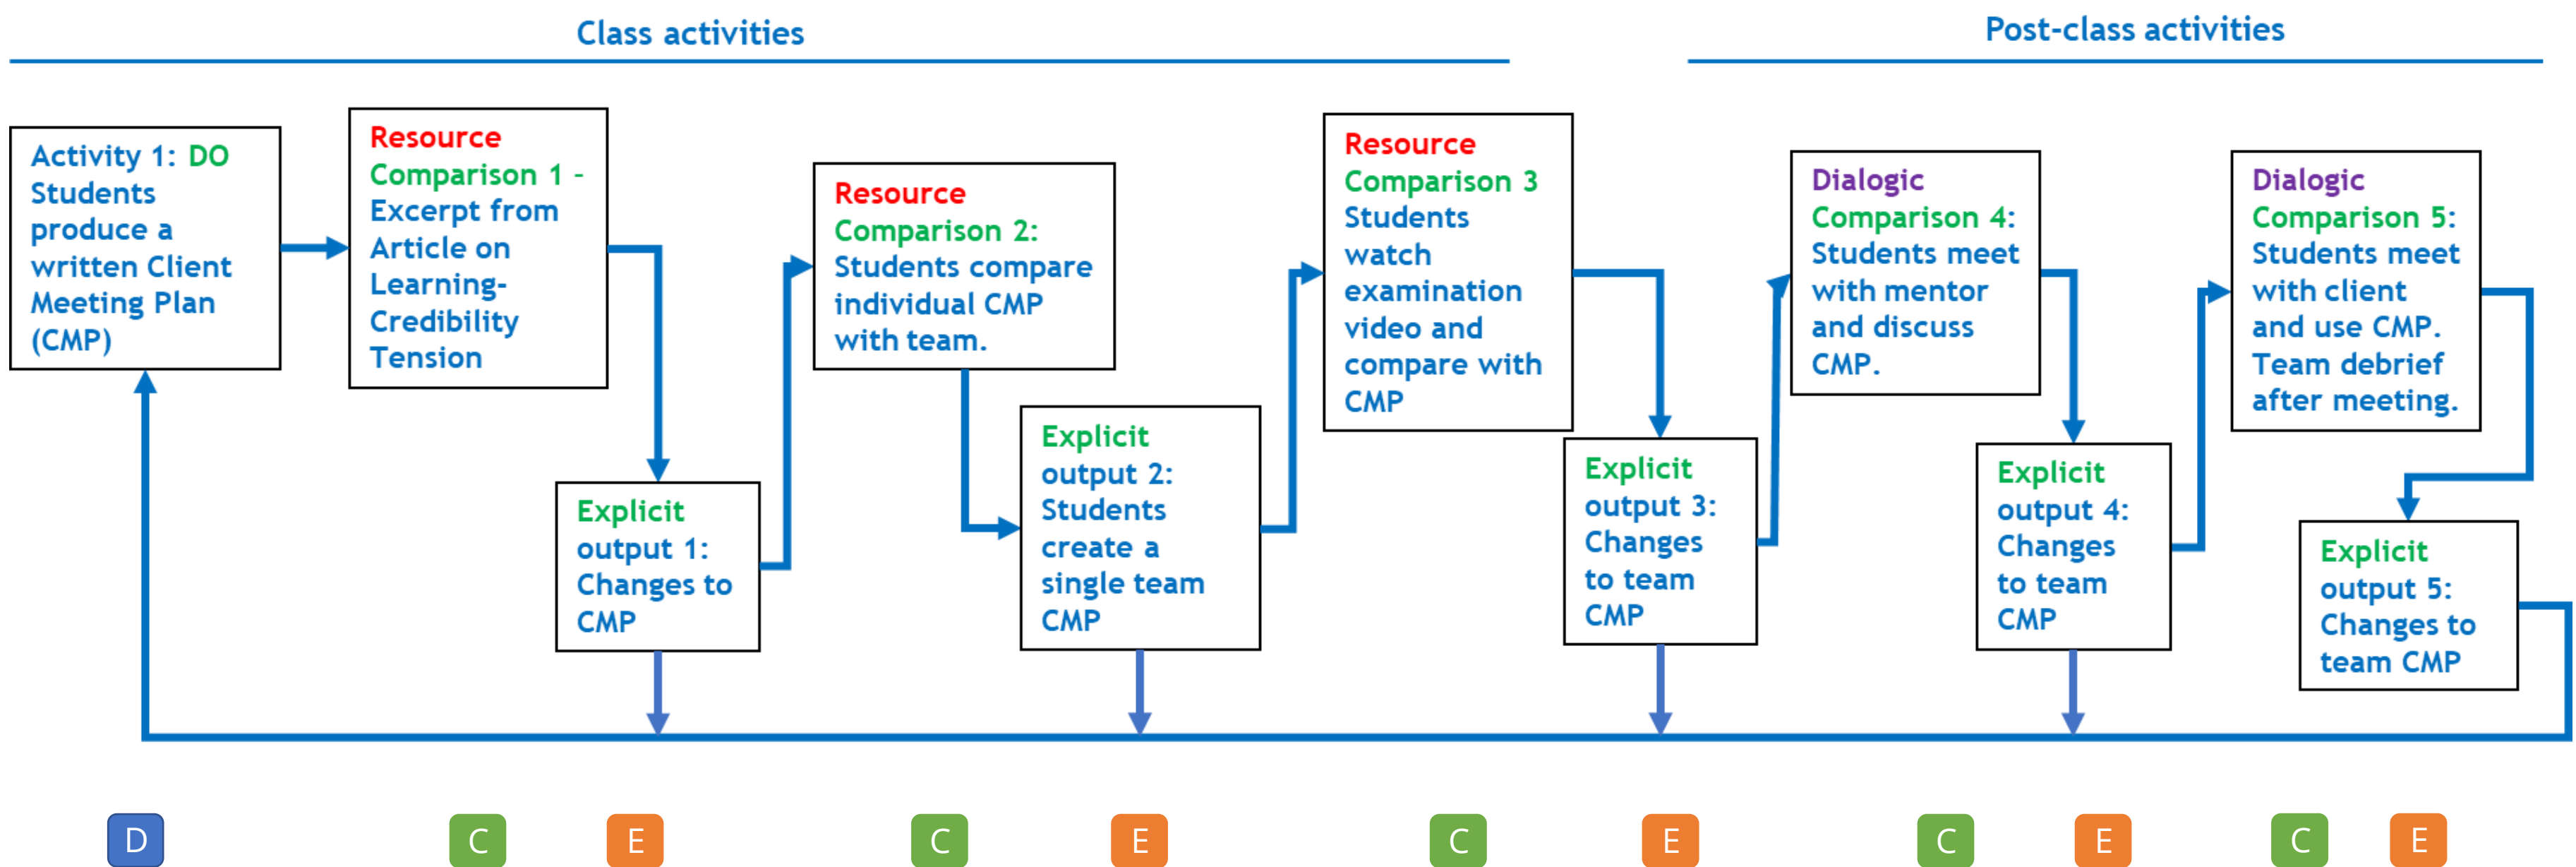 Class activities
Post-class activities
Activity 1: DO
Students
produce a
written Client
Meeting Plan
(CMP)
Resource
Comparison 1 –
Excerpt from
Article on
Learning-
Credibility
Tension
Explicit
output 1:
Changes to
CMP
Resource
Comparison 2:
Students compare
individual CMP
with team.
Explicit
output 2:
Students
create a
single team
CMP
Resource
Comparison 3
Students
watch
examination
video and
compare with
CMP
Explicit
output 3:
Changes
to team
CMP
Dialogic
Comparison 4:
Students meet
with mentor
and discuss
CMP.
Explicit
output 4:
Changes
to team
CMP
Dialogic
Comparison 5:
Students meet
with client
and use CMP.
Team debrief
after meeting.
Explicit
output 5:
Changes to
team CMP
D
C
E
C
E
C
E
C
E
C
E